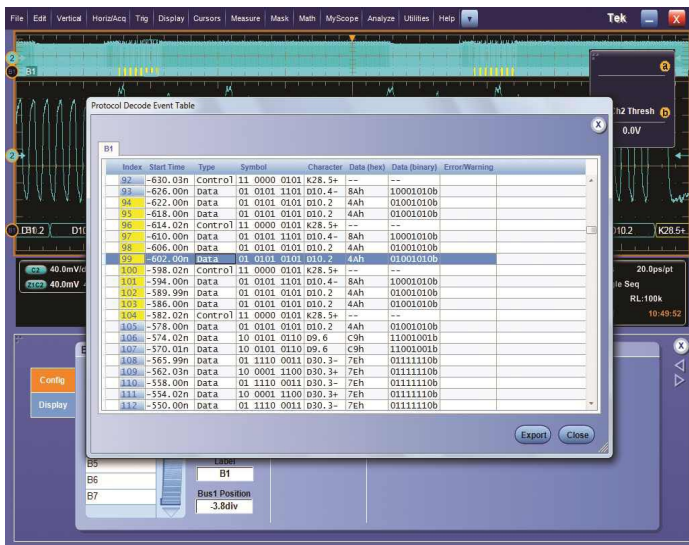 File Edit Vertical Horiz/Acq Trig Display Cursors Measure Mask Math MyScope Analyze Utilities Help Tek X
2
B1
a
h2 Thresh b
0.0V
Protocol Decode Event Table
X
B1
Index Start Time Type Symbol Character Data (hex) Data (binary) Error/Warning
92 -630.03n Control 11 0000 0101 K28.5+ -- --
93 -626.00n Data 01 0101 1101 D10.4- 8Ah 10001010b
94 -622.00n Data 01 0101 0101 D10.2 4Ah 01001010b
95 -618.00n Data 01 0101 0101 D10.2 4Ah 01001010b
96 -614.02n Control 11 0000 0101 K28.5+ -- --
97 -610.00n Data 01 0101 1101 D10.4- 8Ah 10001010b
98 -606.00n Data 01 0101 0101 D10.2 4Ah 01001010b
99 -602.00n Data 01 0101 0101 D10.2 4Ah 01001010b
100 -598.02n Control 11 0000 0101 K28.5+ -- --
101 -594.00n Data 01 0101 1101 D10.4- 8Ah 10001010b
102 -589.99n Data 01 0101 0101 D10.2 4Ah 01001010b
103 -586.00n Data 01 0101 0101 D10.2 4Ah 01001010b
104 -582.02n Control 11 0000 0101 K28.5+ -- --
105 -578.00n Data 01 0101 0101 D10.2 4Ah 01001010b
106 -574.02n Data 10 0101 0110 D9.6 C9h 11001001b
107 -570.01n Data 10 0101 0110 D9.6 C9h 11001001b
108 -565.99n Data 01 1110 0011 D30.3- 7Eh 01111110b
109 -562.03n Data 10 0001 1100 D30.3+ 7Eh 01111110b
110 -558.00n Data 01 1110 0011 D30.3- 7Eh 01111110b
111 -554.02n Data 10 0001 1100 D30.3+ 7Eh 01111110b
112 -550.00n Data 01 1110 0011 D30.3- 7Eh 01111110b
2
K28.5+
C2 40.0mV/d
Z1C2 40.0mV
20.0ps/pt
le Seq
RL:100k
10:49:52
X
Config
Display
Export Close
B5
B6
B7
Label
B1
Bus1 Position
-3.8div